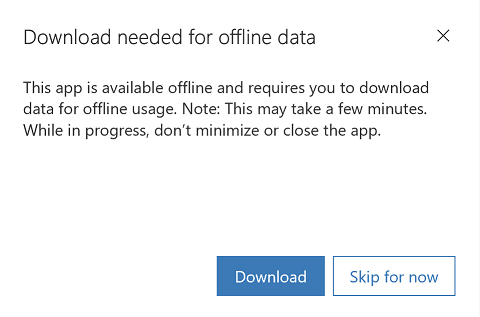 Download needed for offline data
This app is available offline and requires you to download
data for offline usage. Note: This may take a few minutes.
While in progress, don’t minimize or close the app.
Download
Skip for now